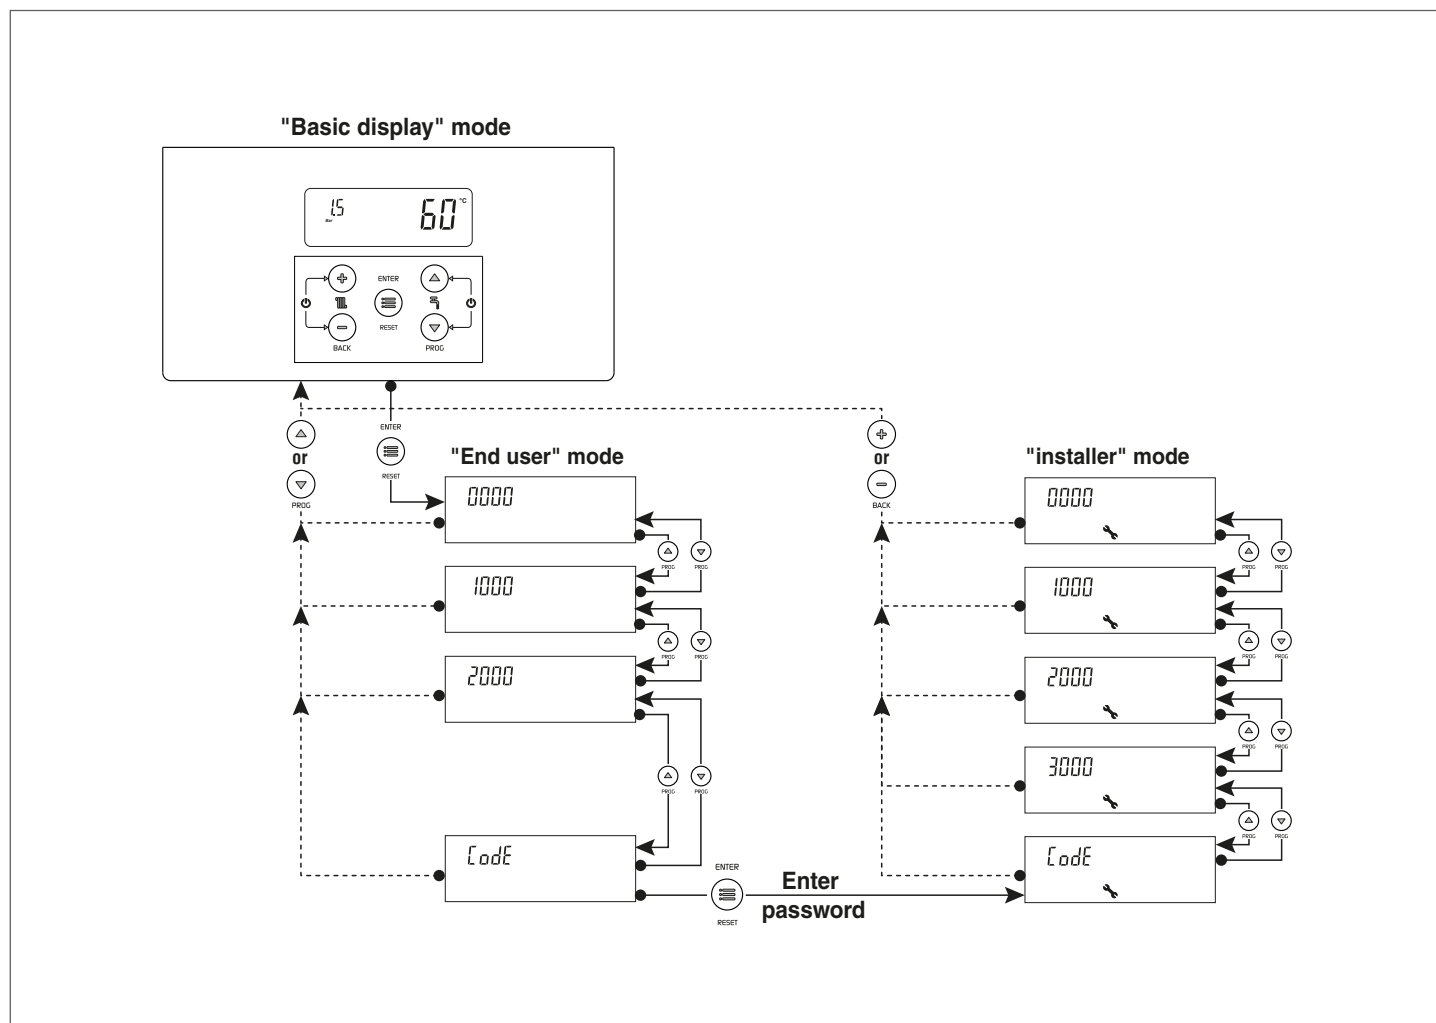 "Basic display" mode
1.5
Bar
60 °C
ENTER
RESET
BACK
PROG
ENTER
RESET
or
PROG
or
BACK
"End user" mode
0000
PROG
PROG
1000
PROG
PROG
2000
PROG
PROG
CodE
ENTER
RESET
Enter
password
"installer" mode
0000
PROG
PROG
1000
PROG
PROG
2000
PROG
PROG
3000
PROG
PROG
CodE